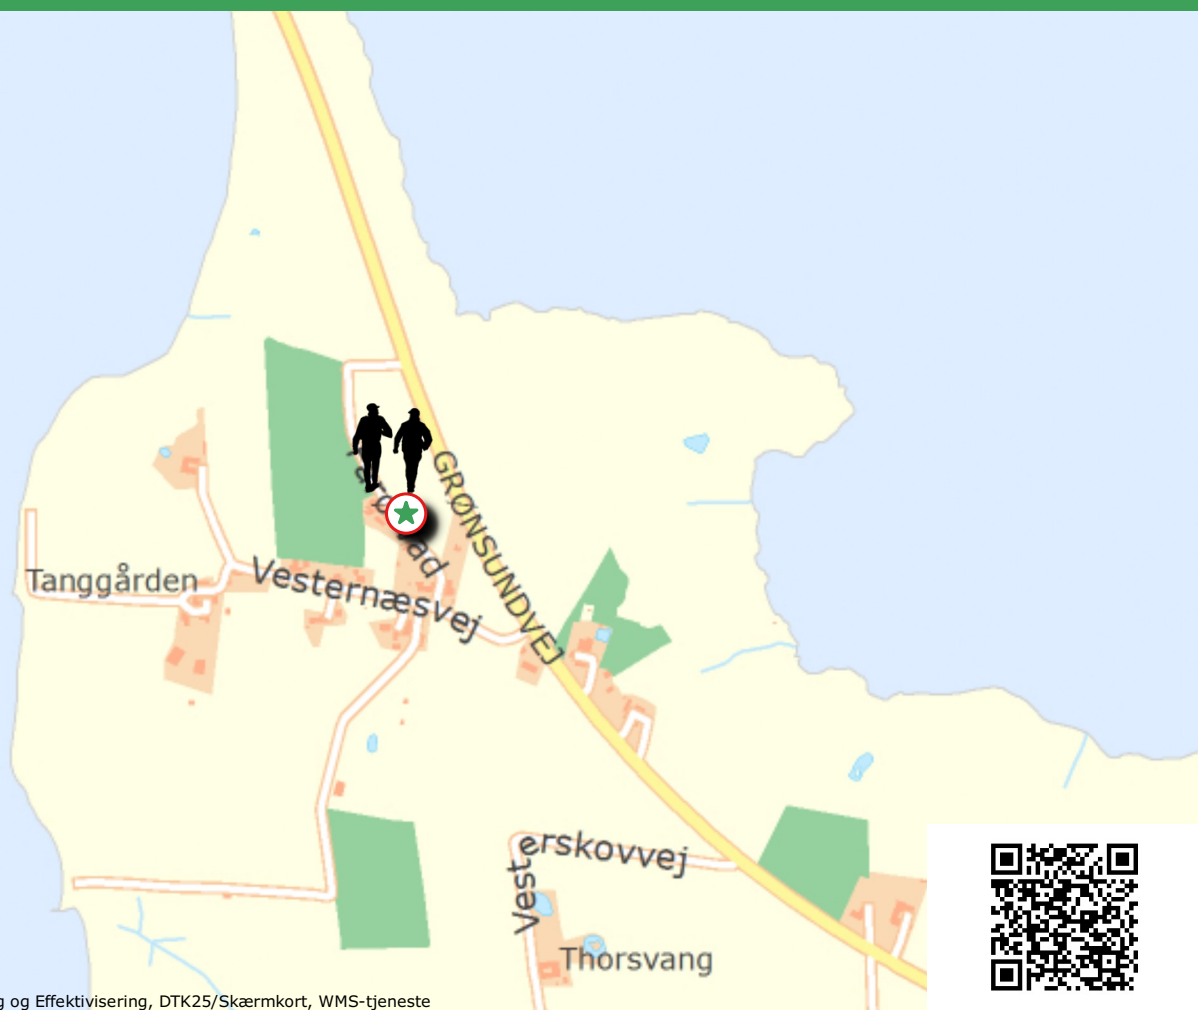 GRØNSUNDVEJ
Tanggården
Vesternæsvej
Vesterskovvej
Thorsvang
og Effektivisering, DTK25/Skærmkort, WMS-tjeneste